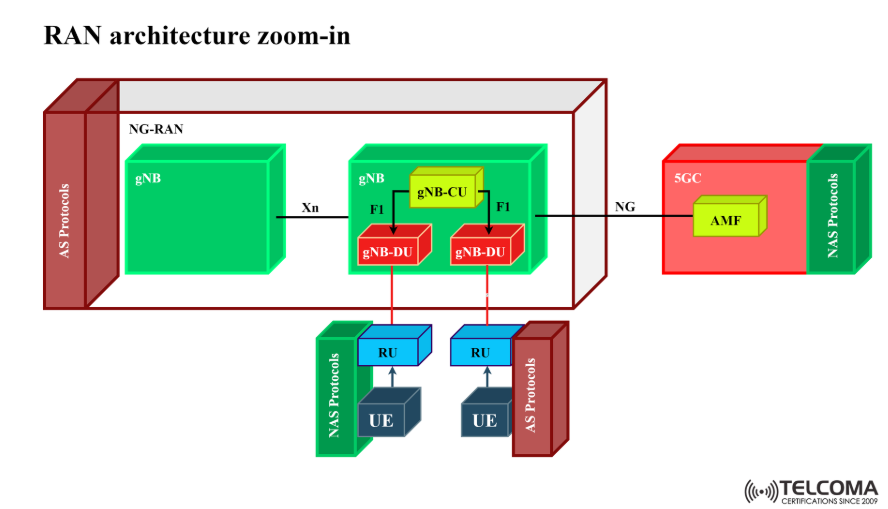 RAN architecture zoom-in
NG-RAN
AS Protocols
gNB
Xn
gNB
gNB-CU
F1
F1
gNB-DU
gNB-DU
NG
5GC
AMF
NAS Protocols
NAS Protocols
RU
UE
RU
UE
AS Protocols
TELCOMA
CERTIFICATIONS SINCE 2009